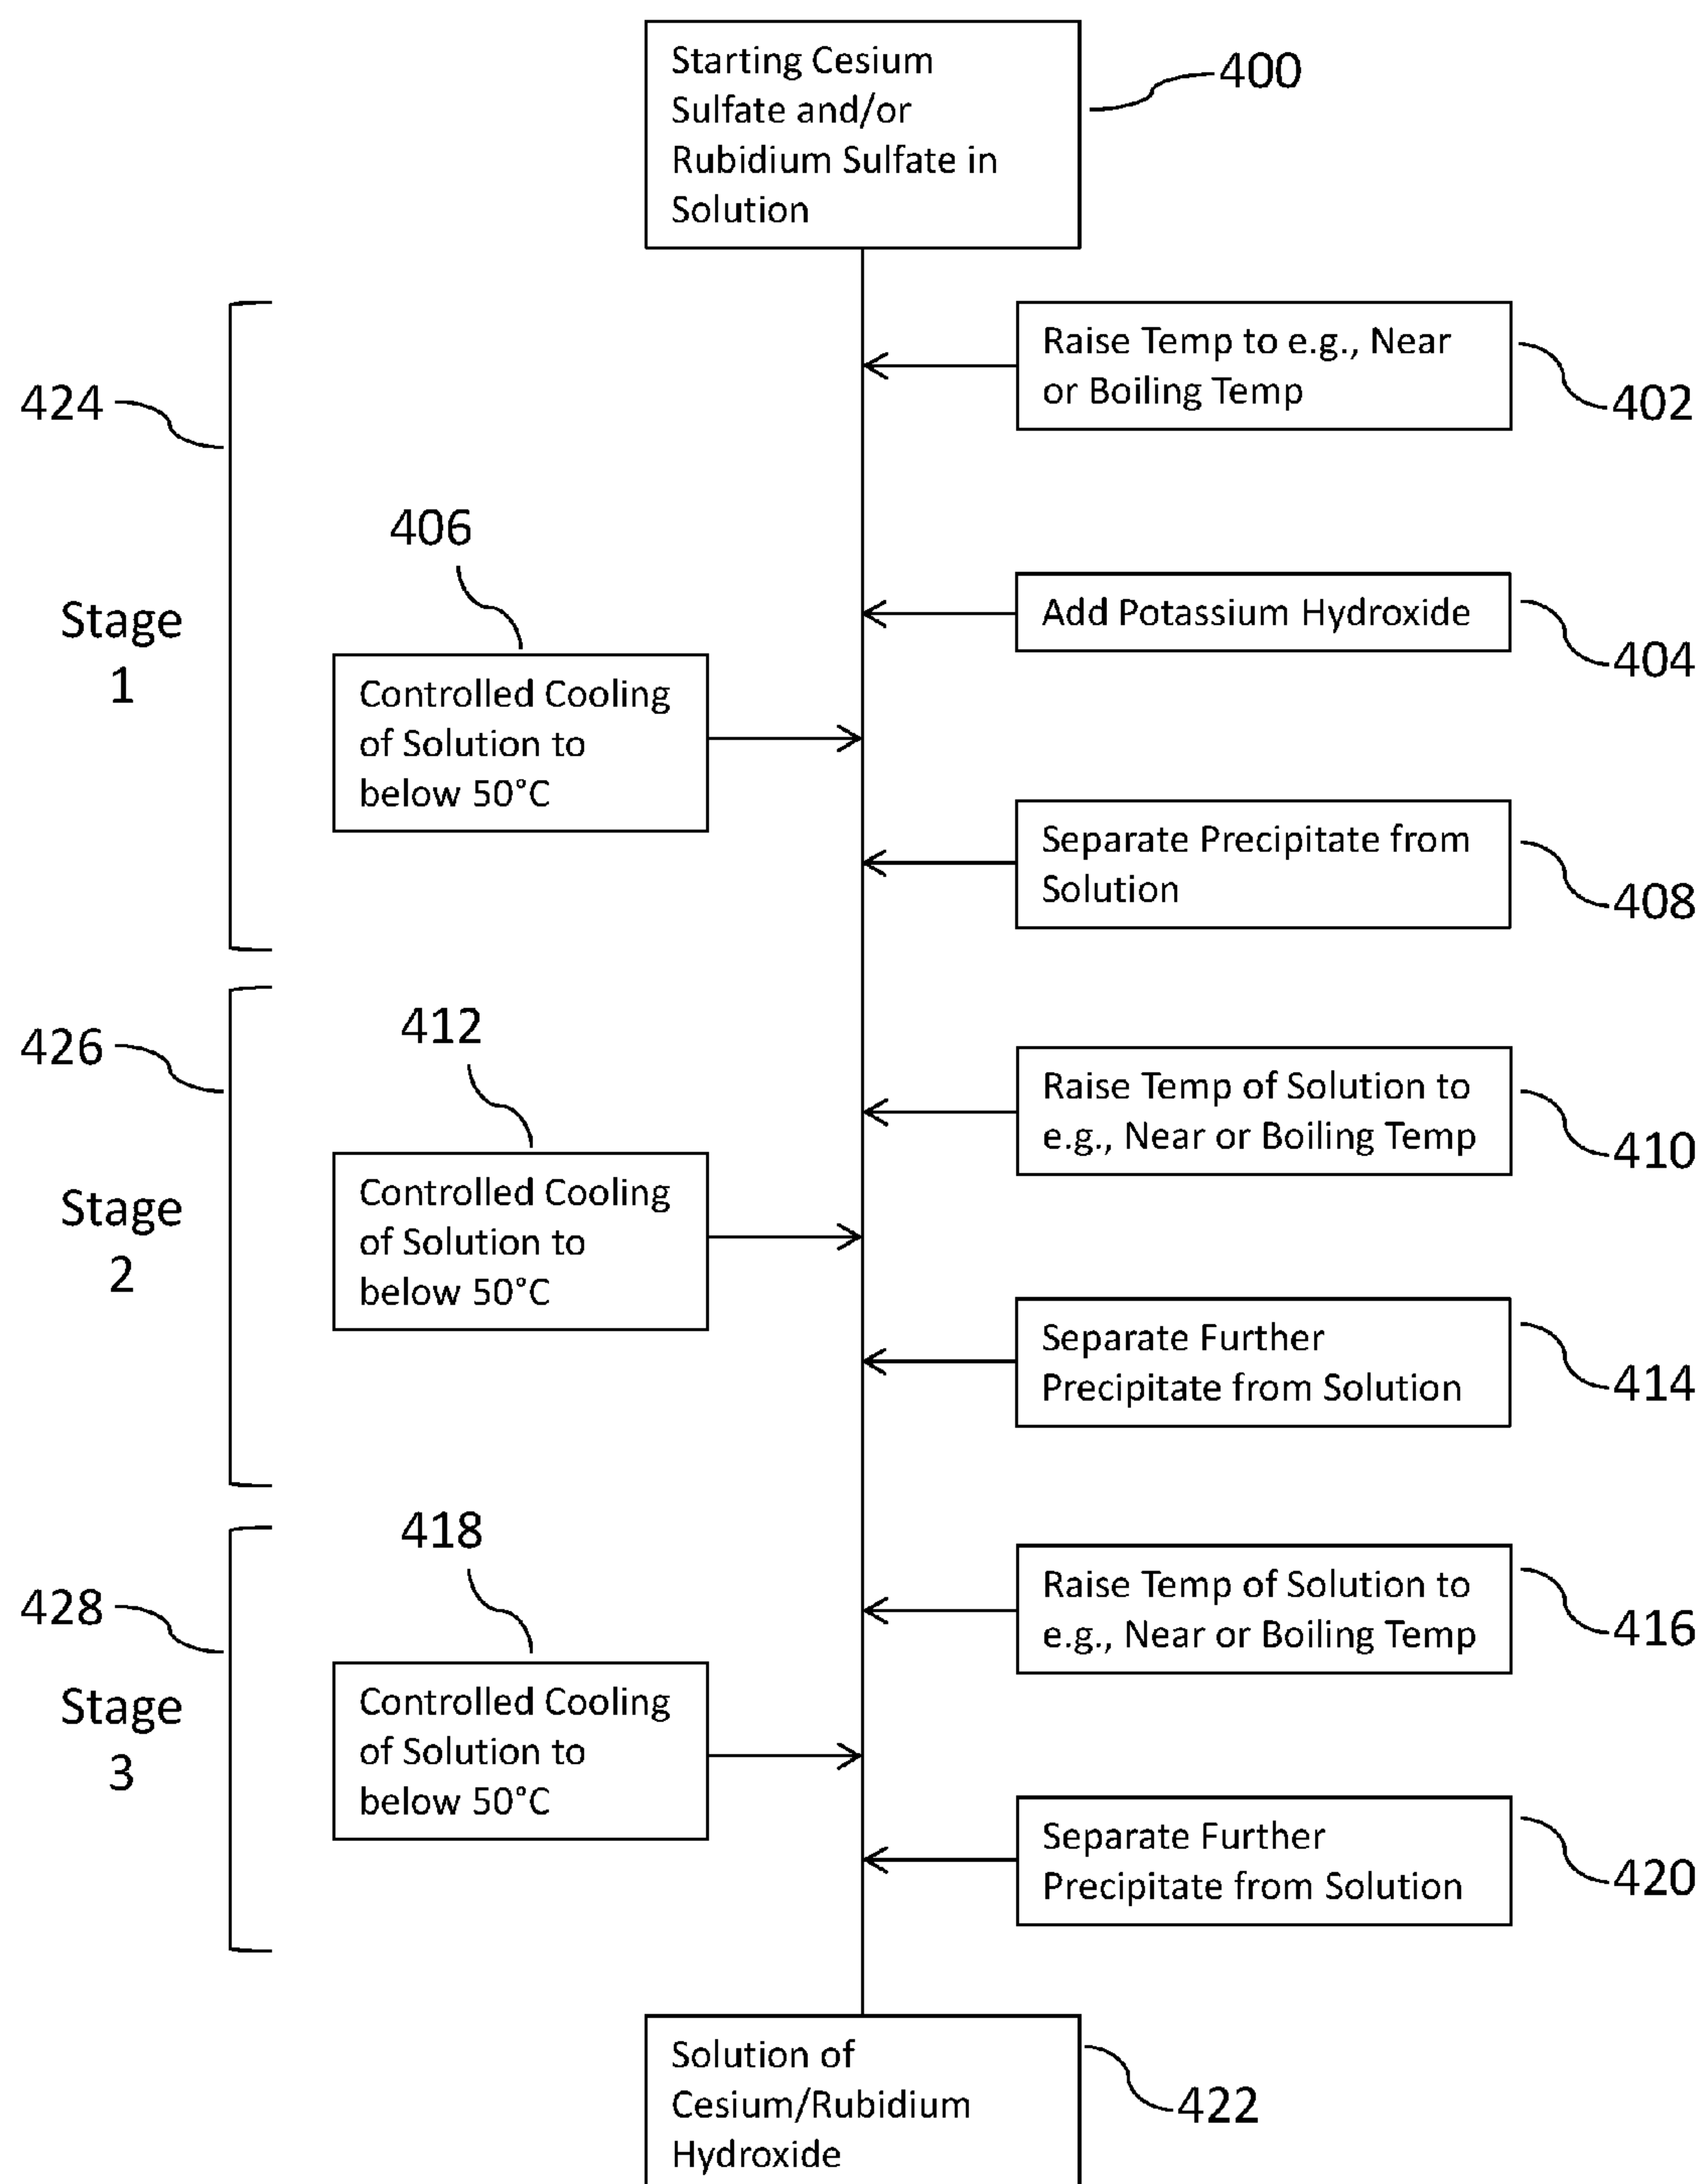 Starting Cesium
Sulfate and/or
Rubidium Sulfate in
Solution
400
Raise Temp to e.g., Near
or Boiling Temp
402
424
406
Stage
1
Add Potassium Hydroxide
404
Controlled Cooling
of Solution to
below 50°C
Separate Precipitate from
Solution
408
426
412
Raise Temp of Solution to
e.g., Near or Boiling Temp
410
Stage
2
Controlled Cooling
of Solution to
below 50°C
Separate Further
Precipitate from Solution
414
428
418
Raise Temp of Solution to
e.g., Near or Boiling Temp
416
Stage
3
Controlled Cooling
of Solution to
below 50°C
Separate Further
Precipitate from Solution
420
Solution of
Cesium/Rubidium
Hydroxide
422